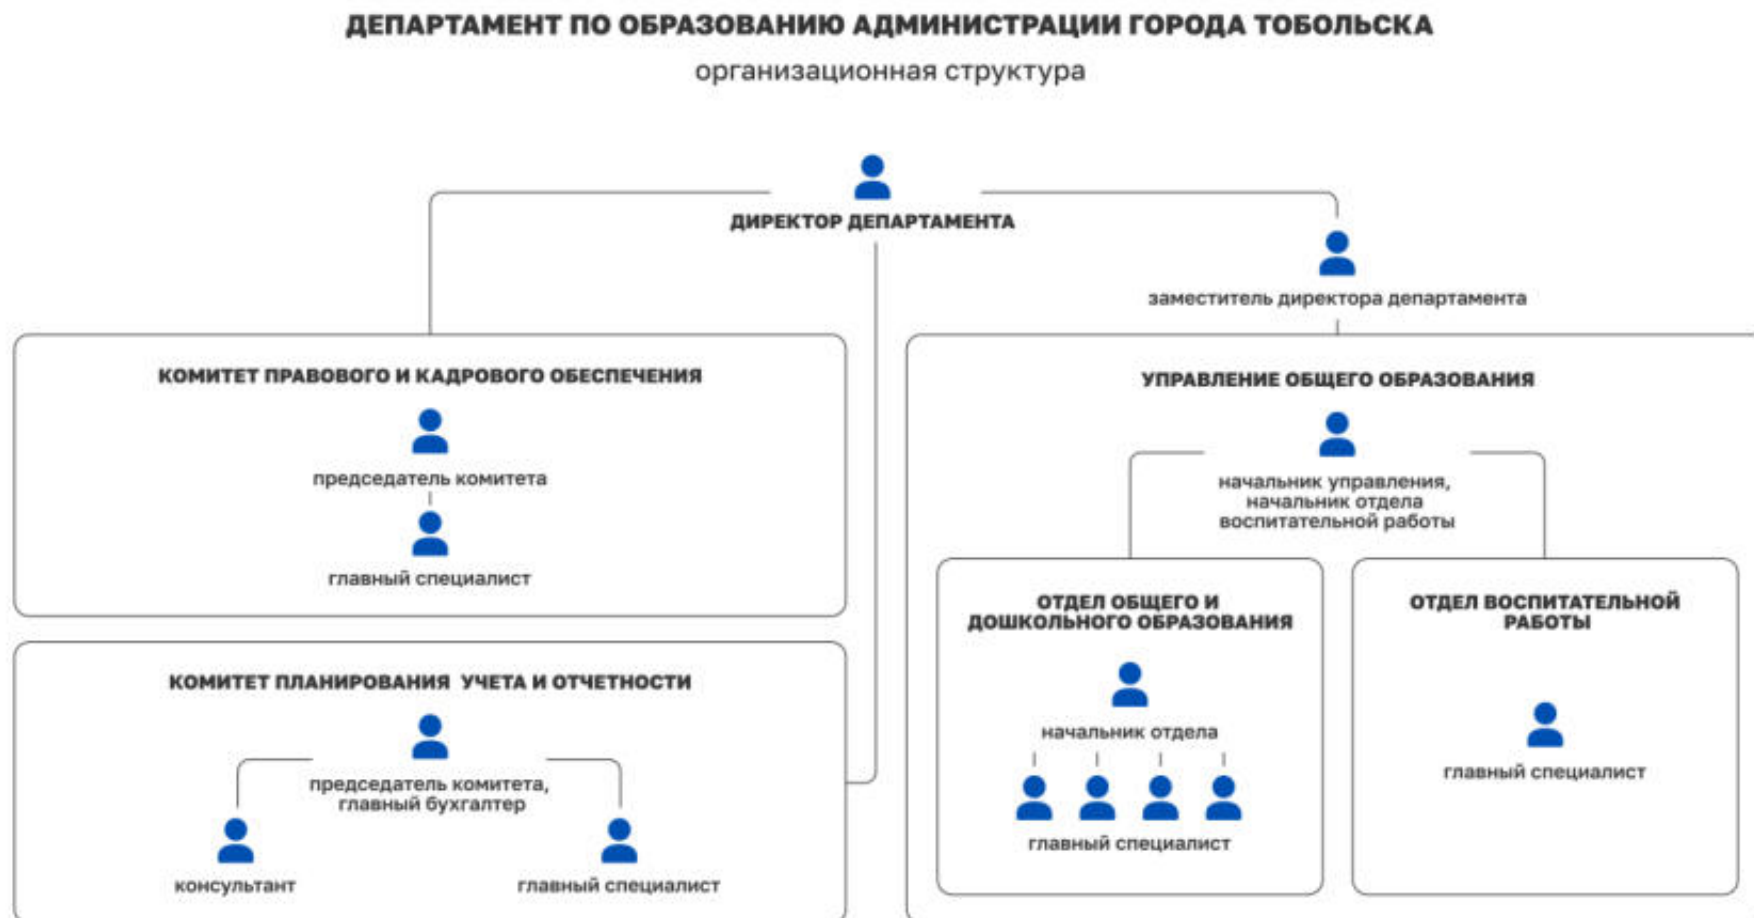 ДЕПАРТАМЕНТ ПО ОБРАЗОВАНИЮ АДМИНИСТРАЦИИ ГОРОДА ТОБОЛЬСКА
организационная структура
ДИРЕКТОР ДЕПАРТАМЕНТА
заместитель директора департамента
КОМИТЕТ ПРАВОВОГО И КАДРОВОГО ОБЕСПЕЧЕНИЯ
председатель комитета
главный специалист
КОМИТЕТ ПЛАНИРОВАНИЯ УЧЕТА И ОТЧЕТНОСТИ
председатель комитета,
главный бухгалтер
консультант
главный специалист
УПРАВЛЕНИЕ ОБЩЕГО ОБРАЗОВАНИЯ
начальник управления,
начальник отдела
воспитательной работы
ОТДЕЛ ОБЩЕГО И
ДОШКОЛЬНОГО ОБРАЗОВАНИЯ
начальник отдела
главный специалист
ОТДЕЛ ВОСПИТАТЕЛЬНОЙ
РАБОТЫ
главный специалист